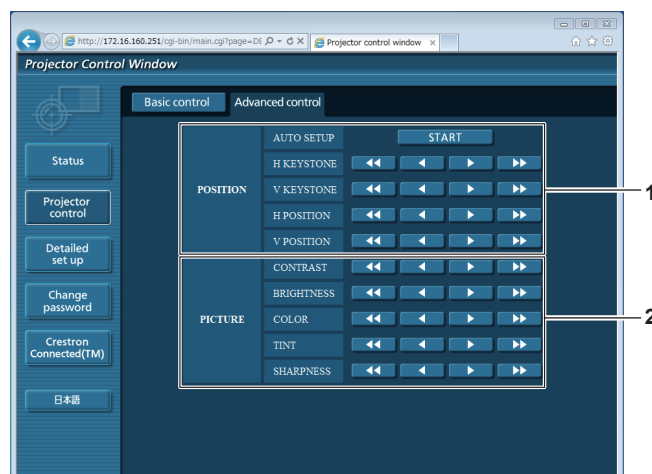 http://172.16.160.251/cgi-bin/main.cgi?page=DE
Projector control window
Projector Control Window
Basic control
Advanced control
Status
Projector
control
Detailed
set up
Change
password
Crestron
Connected(TM)
日本語
POSITION
AUTO SETUP
START
H KEYSTONE
V KEYSTONE
H POSITION
V POSITION
1
PICTURE
CONTRAST
BRIGHTNESS
COLOR
TINT
SHARPNESS
2